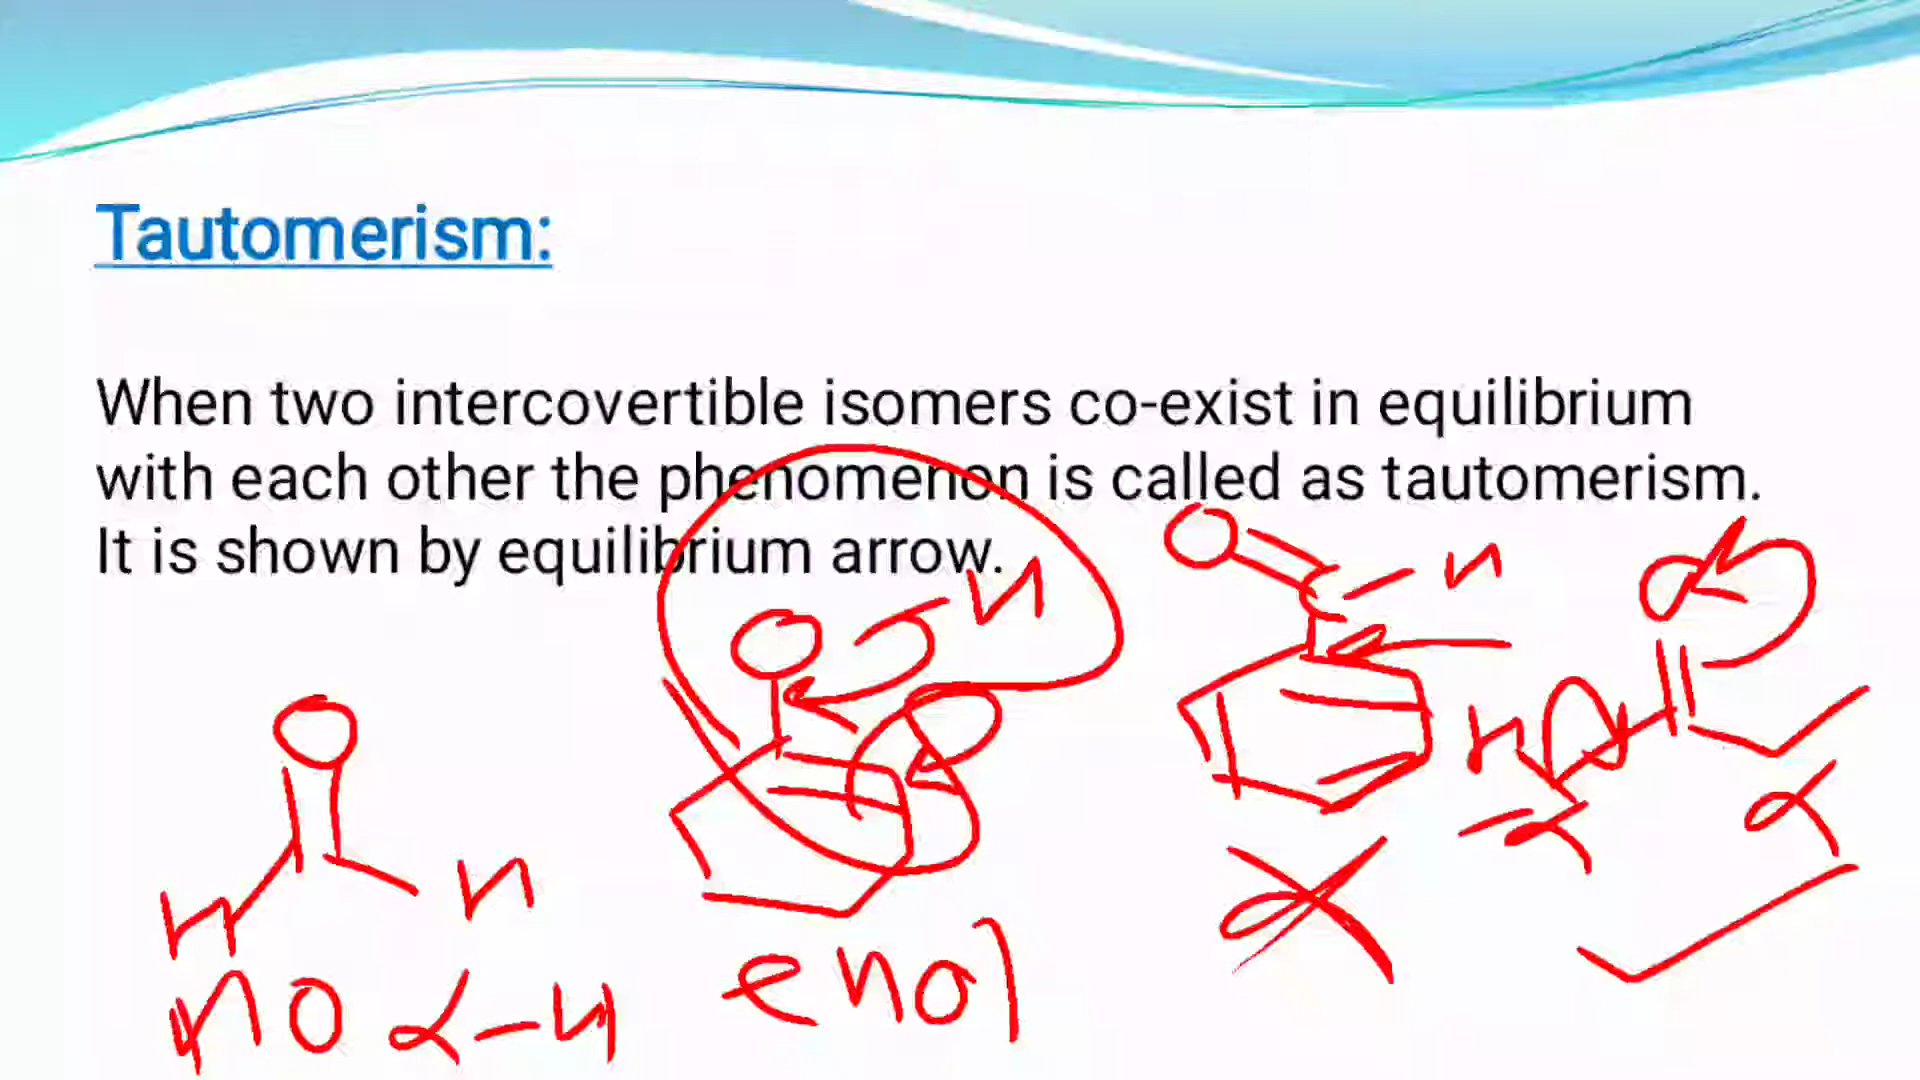 Tautomerism:
When two intercovertible isomers co-exist in equilibrium
with each other the phenomenon is called as tautomerism.
It is shown by equilibrium arrow.
O H
O C H
O
O
H H
H
α α
α
no α-H
enol